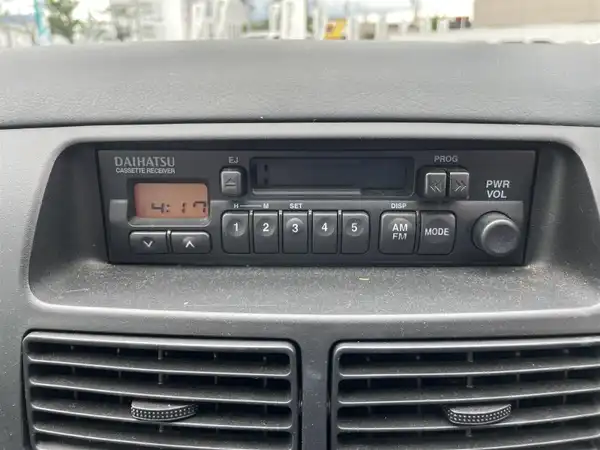 DAIHATSU
CASSETTE RECEIVER
EJ
PROG
PWR
VOL
4:17
H M SET DISP
1 2 3 4 5 AM
FM MODE